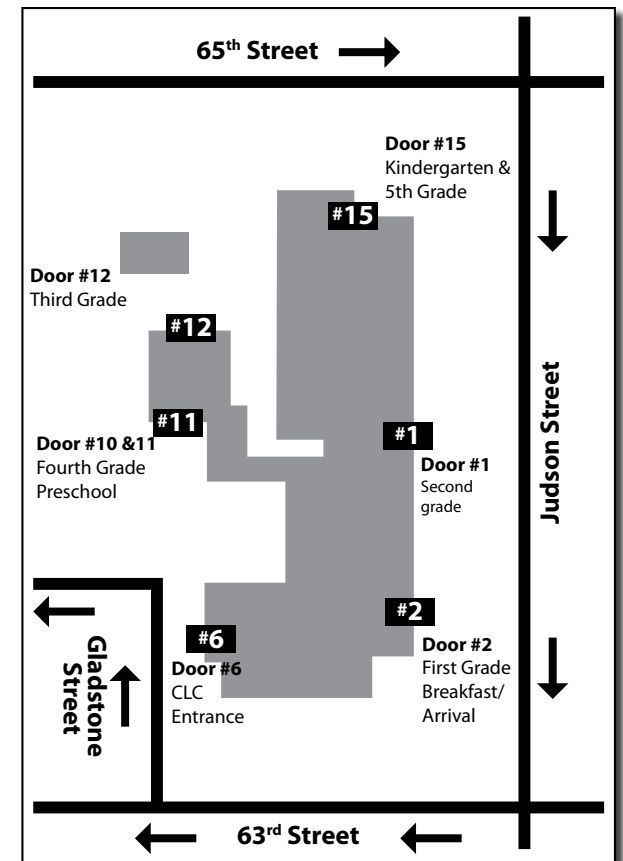 65th Street
Door #15
Kindergarten &
5th Grade
#15
Door #12
Third Grade
#12
#11
Door #10 &11
Fourth Grade
Preschool
#1
Door #1
Second
grade
Judson Street
#2
Door #2
First Grade
Breakfast/
Arrival
#6
Door #6
CLC
Entrance
Gladstone
Street
63rd Street